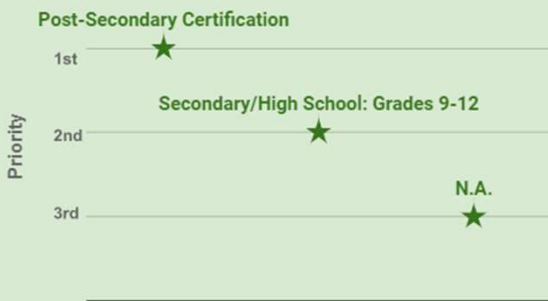 Post-Secondary Certification
1st
Secondary/High School: Grades 9-12
2nd
N.A.
3rd
Priority